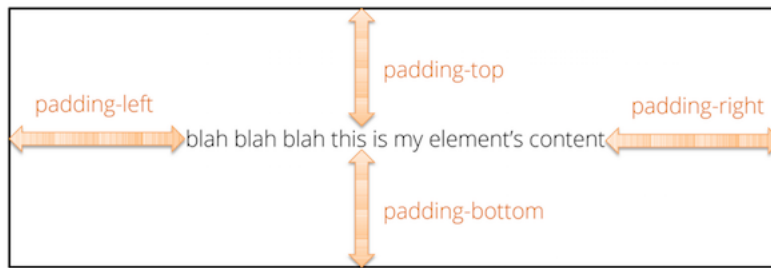 padding-top
padding-left
padding-right
blah blah blah this is my element’s content
padding-bottom